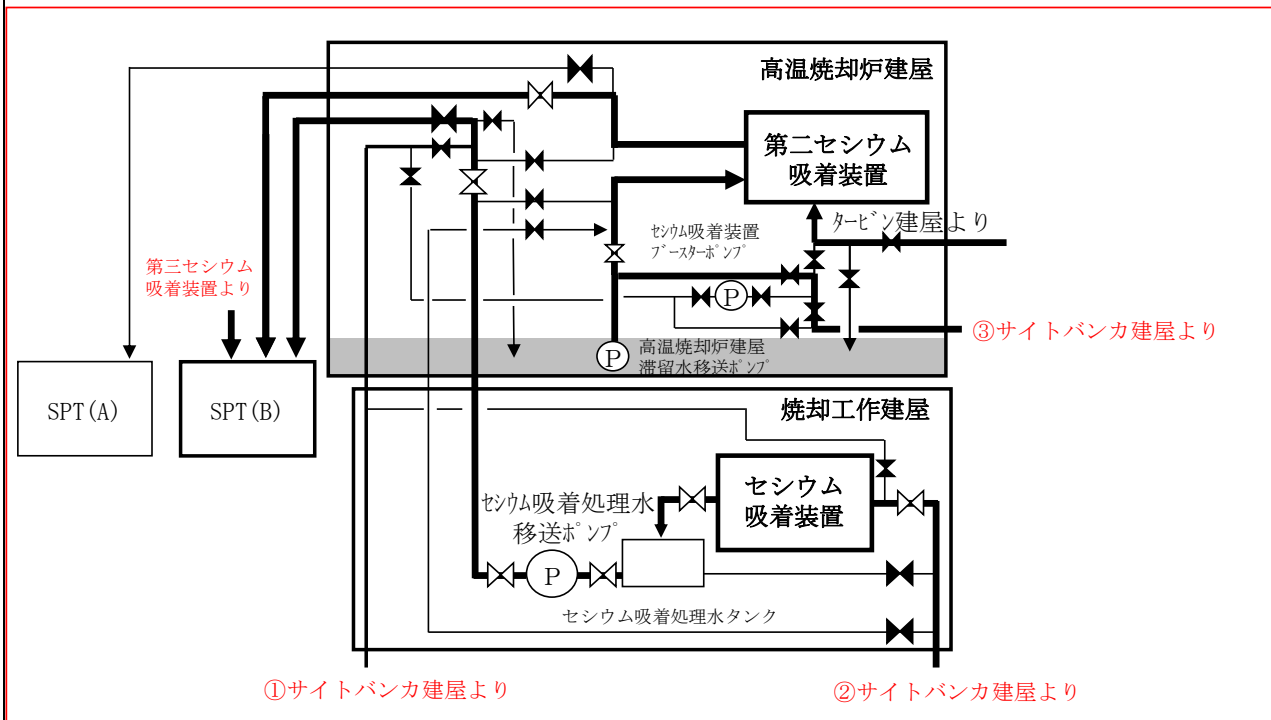 高温焼却炉建屋
第二セシウム
吸着装置
タービン建屋より
セシウム吸着装置
ブースターポンプ
第三セシウム
吸着装置より
P
③サイトバンカ建屋より
P
高温焼却炉建屋
滞留水移送ポンプ
SPT(A)
SPT(B)
焼却工作建屋
セシウム
吸着装置
セシウム吸着処理水
移送ポンプ
P
セシウム吸着処理水タンク
①サイトバンカ建屋より
②サイトバンカ建屋より